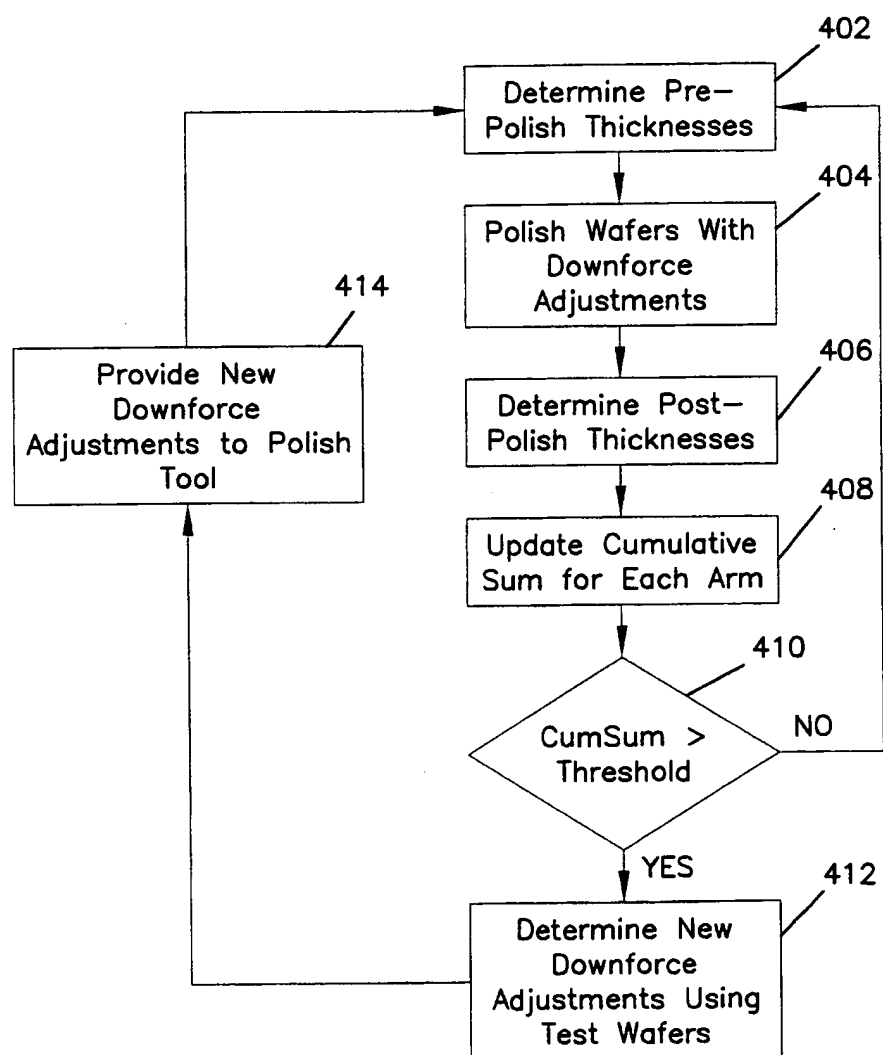 402
Determine Pre-
Polish Thicknesses
404
Polish Wafers With
Downforce
Adjustments
414
Provide New
Downforce
Adjustments to Polish
Tool
406
Determine Post-
Polish Thicknesses
408
Update Cumulative
Sum for Each Arm
410
CumSum >
Threshold
NO
YES
412
Determine New
Downforce
Adjustments Using
Test Wafers